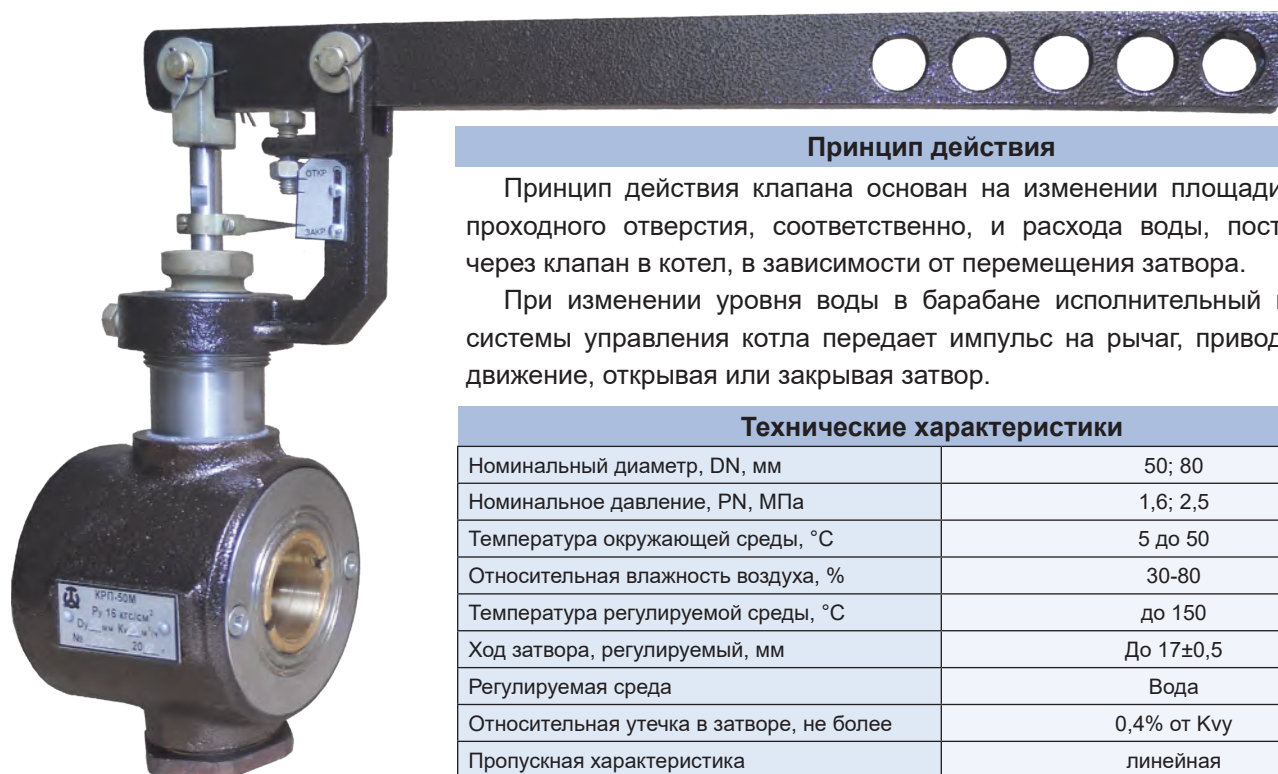 ОТКР
ЗАКР
КРП-50М
Ру 16 кгс/см²
Dy__мм Kv__м³/ч
№ 20 г.
Принцип действия
Принцип действия клапана основан на изменении площади
проходного отверстия, соответственно, и расхода воды, пост
через клапан в котел, в зависимости от перемещения затвора.
При изменении уровня воды в барабане исполнительный
системы управления котла передает импульс на рычаг, привод
движение, открывая или закрывая затвор.
Технические характеристики
Номинальный диаметр, DN, мм 50; 80
Номинальное давление, PN, МПа 1,6; 2,5
Температура окружающей среды, °С 5 до 50
Относительная влажность воздуха, % 30-80
Температура регулируемой среды, °С до 150
Ход затвора, регулируемый, мм До 17±0,5
Регулируемая среда Вода
Относительная утечка в затворе, не более 0,4% от Kvy
Пропускная характеристика линейная